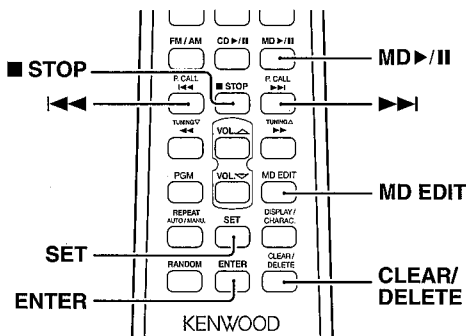 FM / AM CD ▶/II MD ▶/II
MD ▶/II
■ STOP
P. CALL ■ STOP P. CALL
|◀◀ ▶▶|
|◀◀ ▶▶|
TUNING ▽ TUNING △
◀◀ VOL. △ ▶▶
PGM VOL. ▽ MD EDIT
MD EDIT
REPEAT SET DISPLAY /
AUTO / MANU. CHARAC.
SET
RANDOM ENTER CLEAR /
DELETE
CLEAR/
DELETE
ENTER
KENWOOD